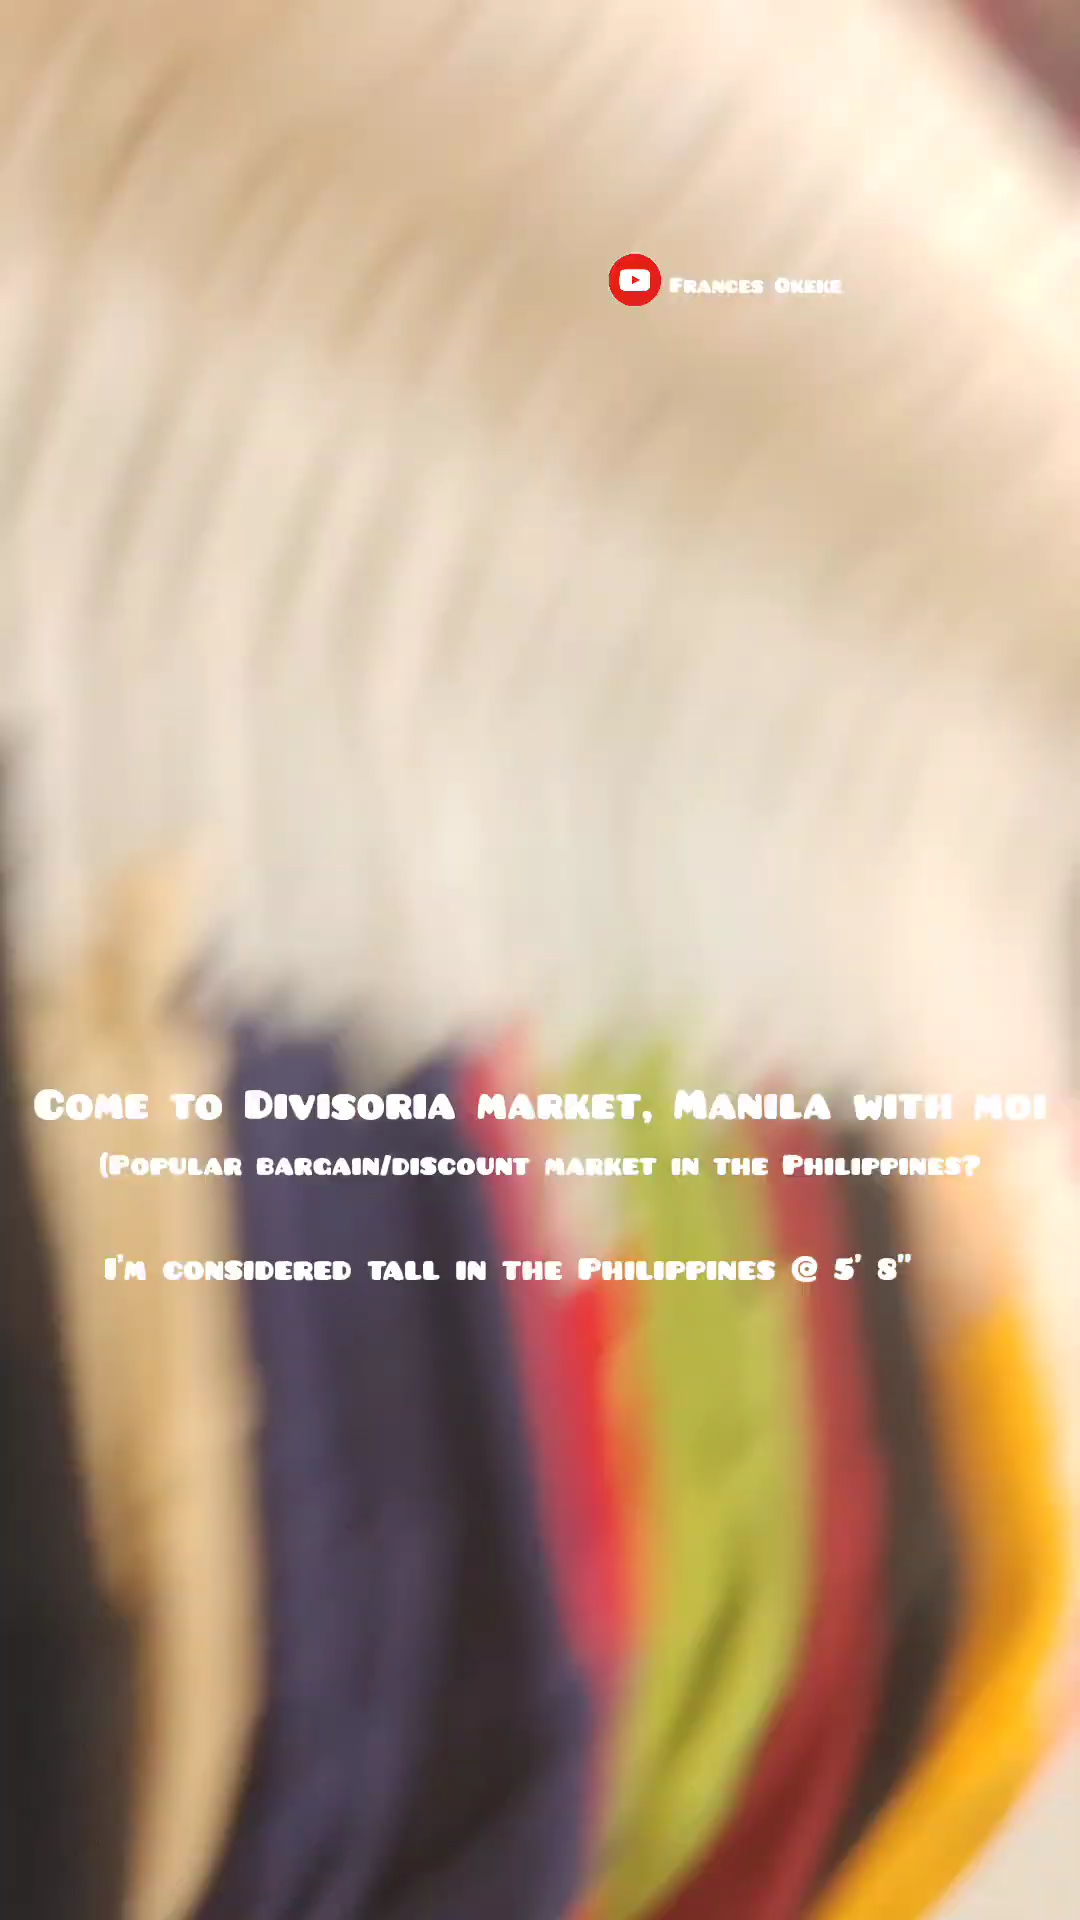 Frances Okeke
Come to Divisoria market, Manila with moi
(Popular bargain/discount market in the Philippines?
I'm considered tall in the Philippines @ 5' 8"